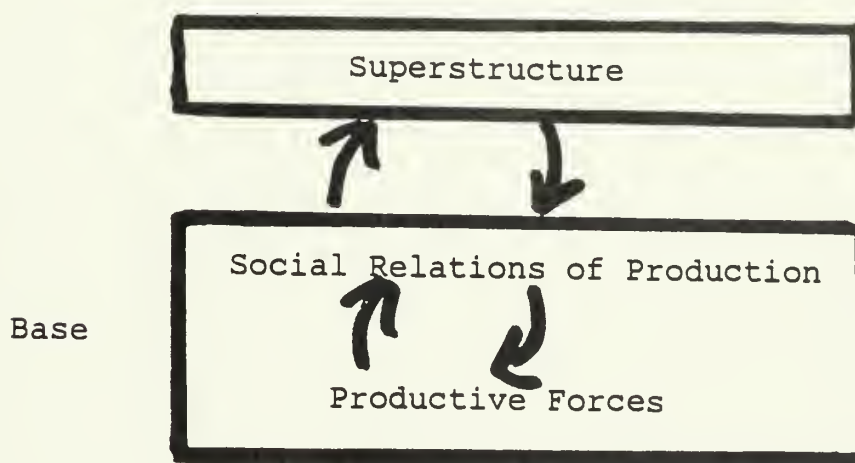 Superstructure
Social Relations of Production
Base
Productive Forces